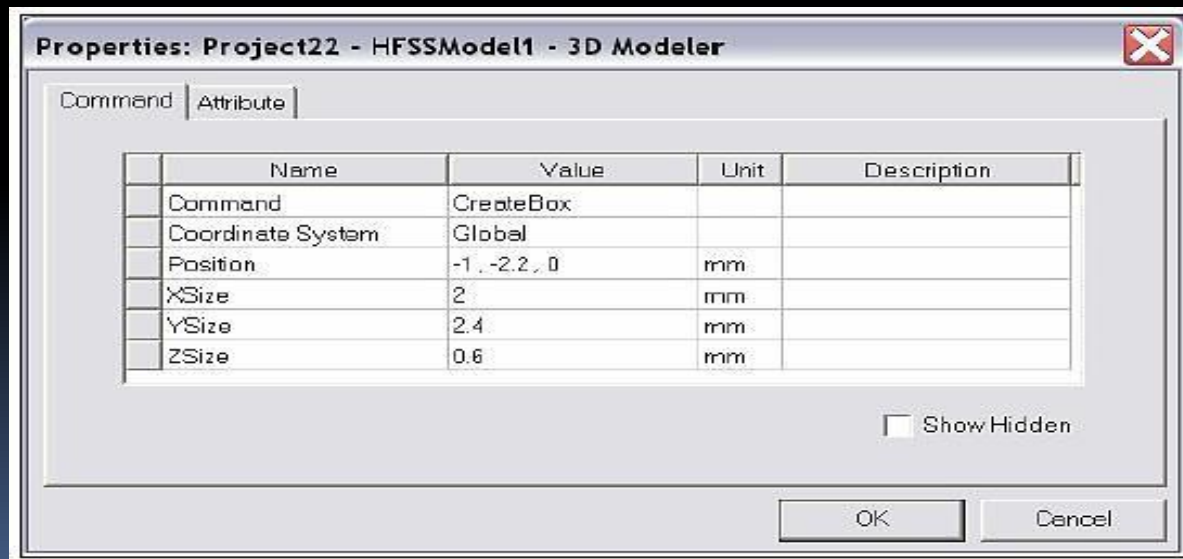 Properties: Project22 - HFSSModel1 - 3D Modeler
Command Attribute
Name Value Unit Description
Command CreateBox
Coordinate System Global
Position -1 , -2.2 , 0 mm
XSize 2 mm
YSize 2.4 mm
ZSize 0.6 mm
Show Hidden
OK Cancel